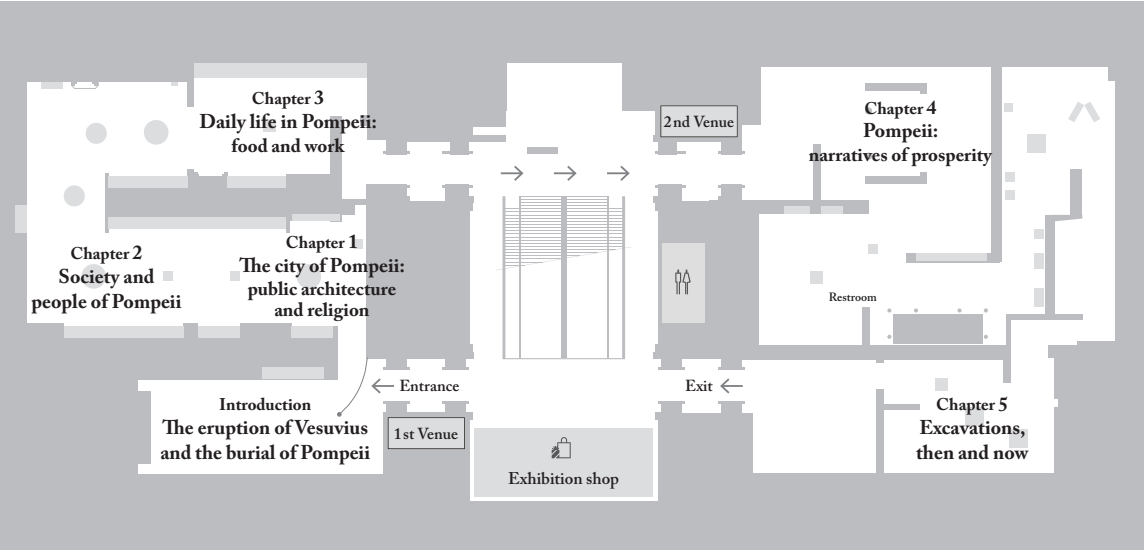 Chapter 3
Daily life in Pompeii:
food and work
2nd Venue
Chapter 4
Pompeii:
narratives of prosperity
Chapter 2
Society and
people of Pompeii
Chapter 1
The city of Pompeii:
public architecture
and religion
Restroom
Entrance
Exit
Introduction
The eruption of Vesuvius
and the burial of Pompeii
1st Venue
Exhibition shop
Chapter 5
Excavations,
then and now